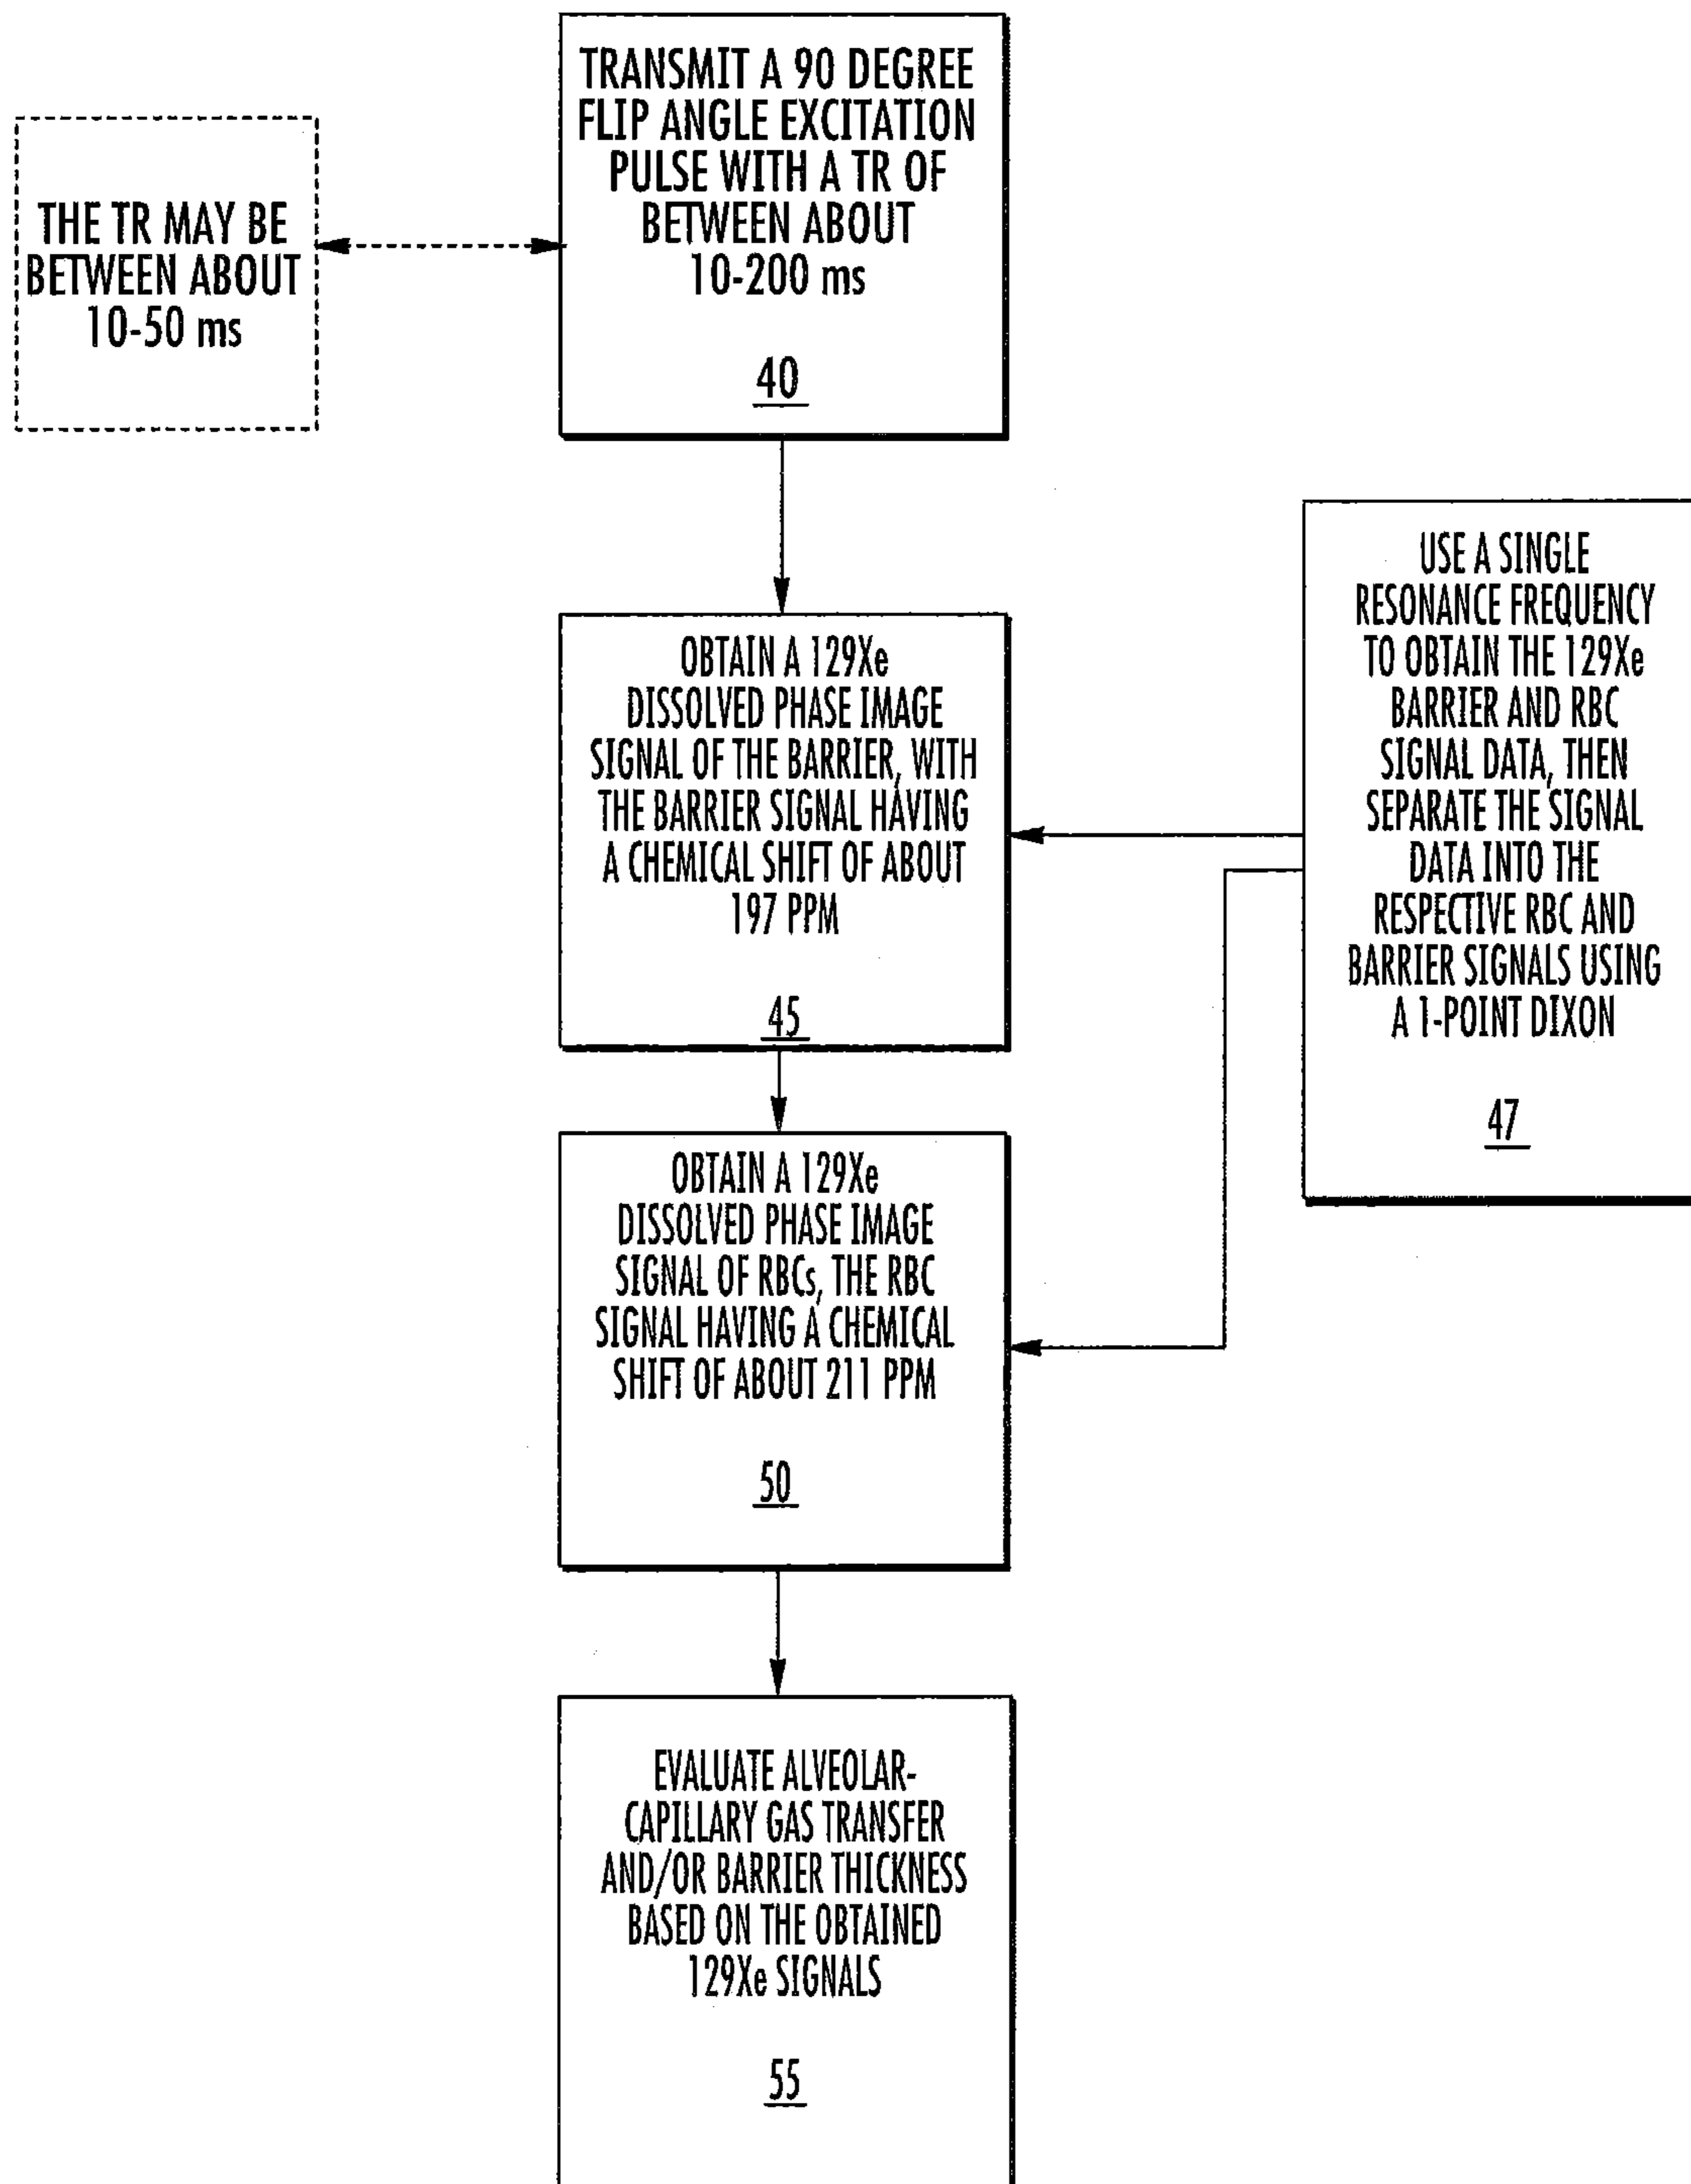 TRANSMIT A 90 DEGREE
FLIP ANGLE EXCITATION
PULSE WITH A TR OF
BETWEEN ABOUT
10-200 ms
40
THE TR MAY BE
BETWEEN ABOUT
10-50 ms
OBTAIN A 129Xe
DISSOLVED PHASE IMAGE
SIGNAL OF THE BARRIER, WITH
THE BARRIER SIGNAL HAVING
A CHEMICAL SHIFT OF ABOUT
197 PPM
45
USE A SINGLE
RESONANCE FREQUENCY
TO OBTAIN THE 129Xe
BARRIER AND RBC
SIGNAL DATA, THEN
SEPARATE THE SIGNAL
DATA INTO THE
RESPECTIVE RBC AND
BARRIER SIGNALS USING
A 1-POINT DIXON
47
OBTAIN A 129Xe
DISSOLVED PHASE IMAGE
SIGNAL OF RBCs, THE RBC
SIGNAL HAVING A CHEMICAL
SHIFT OF ABOUT 211 PPM
50
EVALUATE ALVEOLAR-
CAPILLARY GAS TRANSFER
AND/OR BARRIER THICKNESS
BASED ON THE OBTAINED
129Xe SIGNALS
55